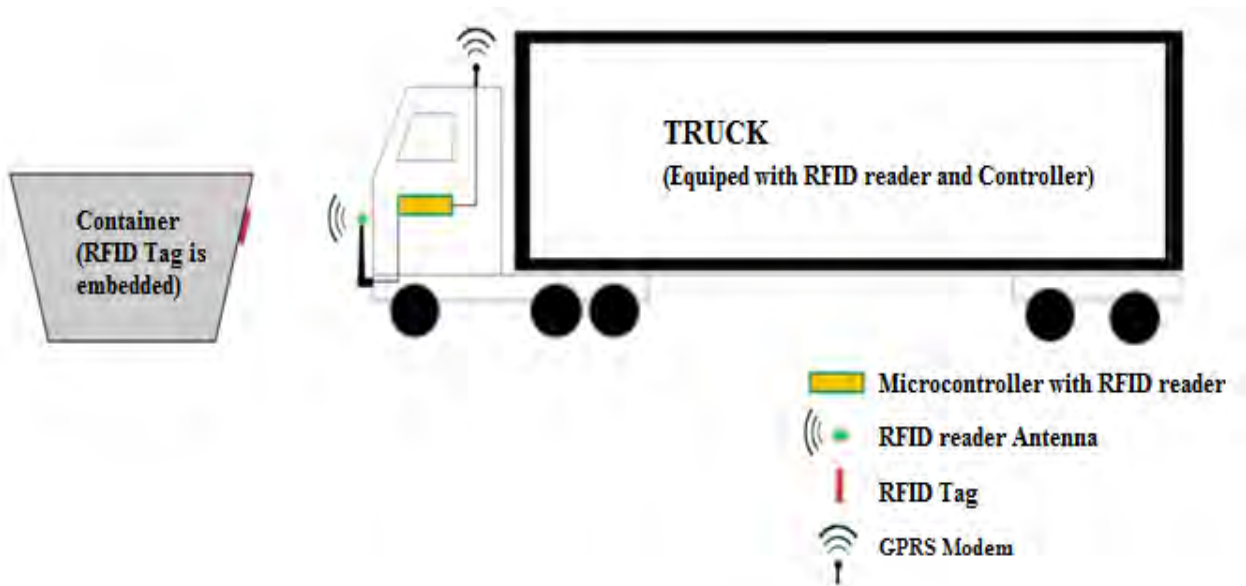 TRUCK
(Equiped with RFID reader and Controller)
Container
(RFID Tag is
embedded)
Microcontroller with RFID reader
RFID reader Antenna
RFID Tag
GPRS Modem